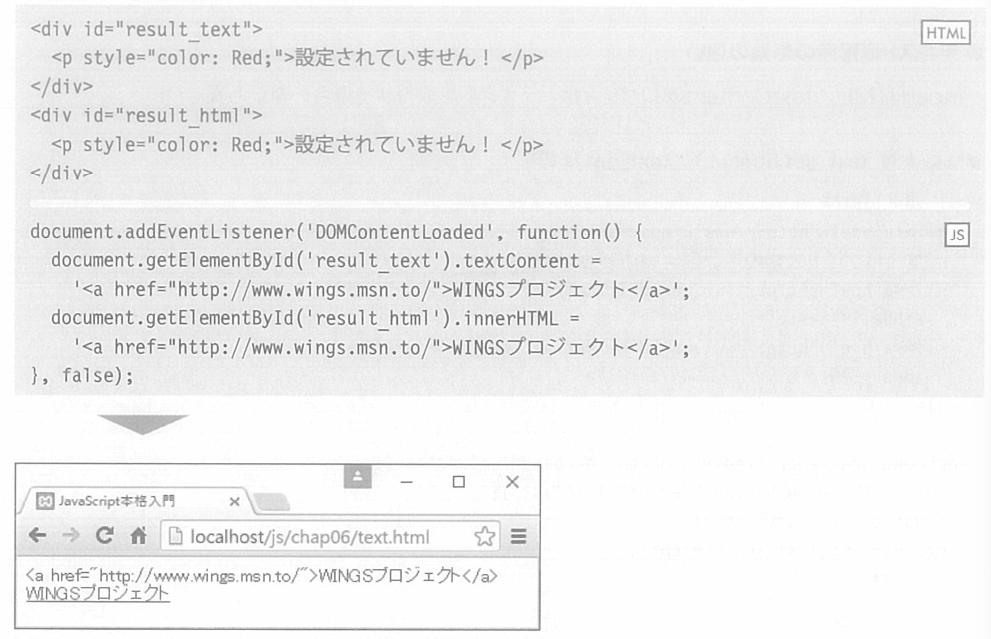 <div id="result_text">
HTML
  <p style="color: Red;">設定されていません！</p>
</div>
<div id="result_html">
  <p style="color: Red;">設定されていません！</p>
</div>
document.addEventListener('DOMContentLoaded', function() {
JS
  document.getElementById('result_text').textContent =
    '<a href="http://www.wings.msn.to/">WINGSプロジェクト</a>';
  document.getElementById('result_html').innerHTML =
    '<a href="http://www.wings.msn.to/">WINGSプロジェクト</a>';
}, false);
JavaScript本格入門
localhost/js/chap06/text.html
<a href="http://www.wings.msn.to/">WINGSプロジェクト</a>
WINGSプロジェクト